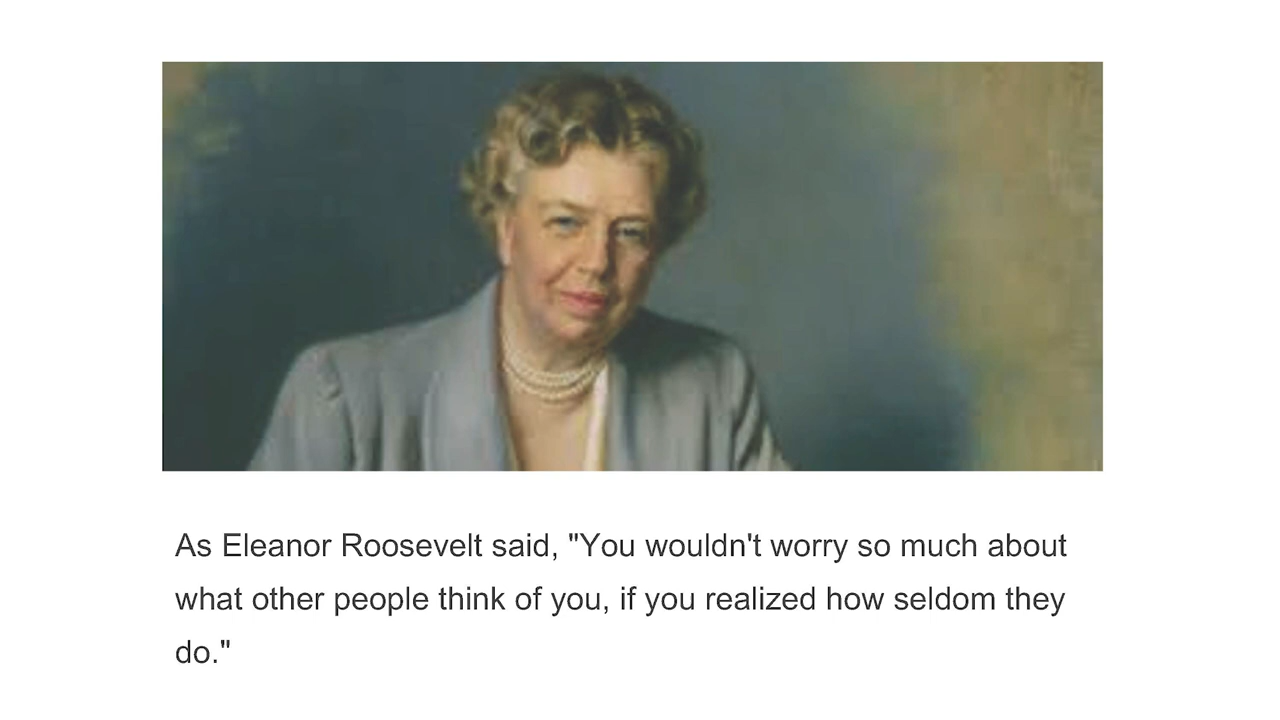 As Eleanor Roosevelt said, "You wouldn't worry so much about
what other people think of you, if you realized how seldom they
do."